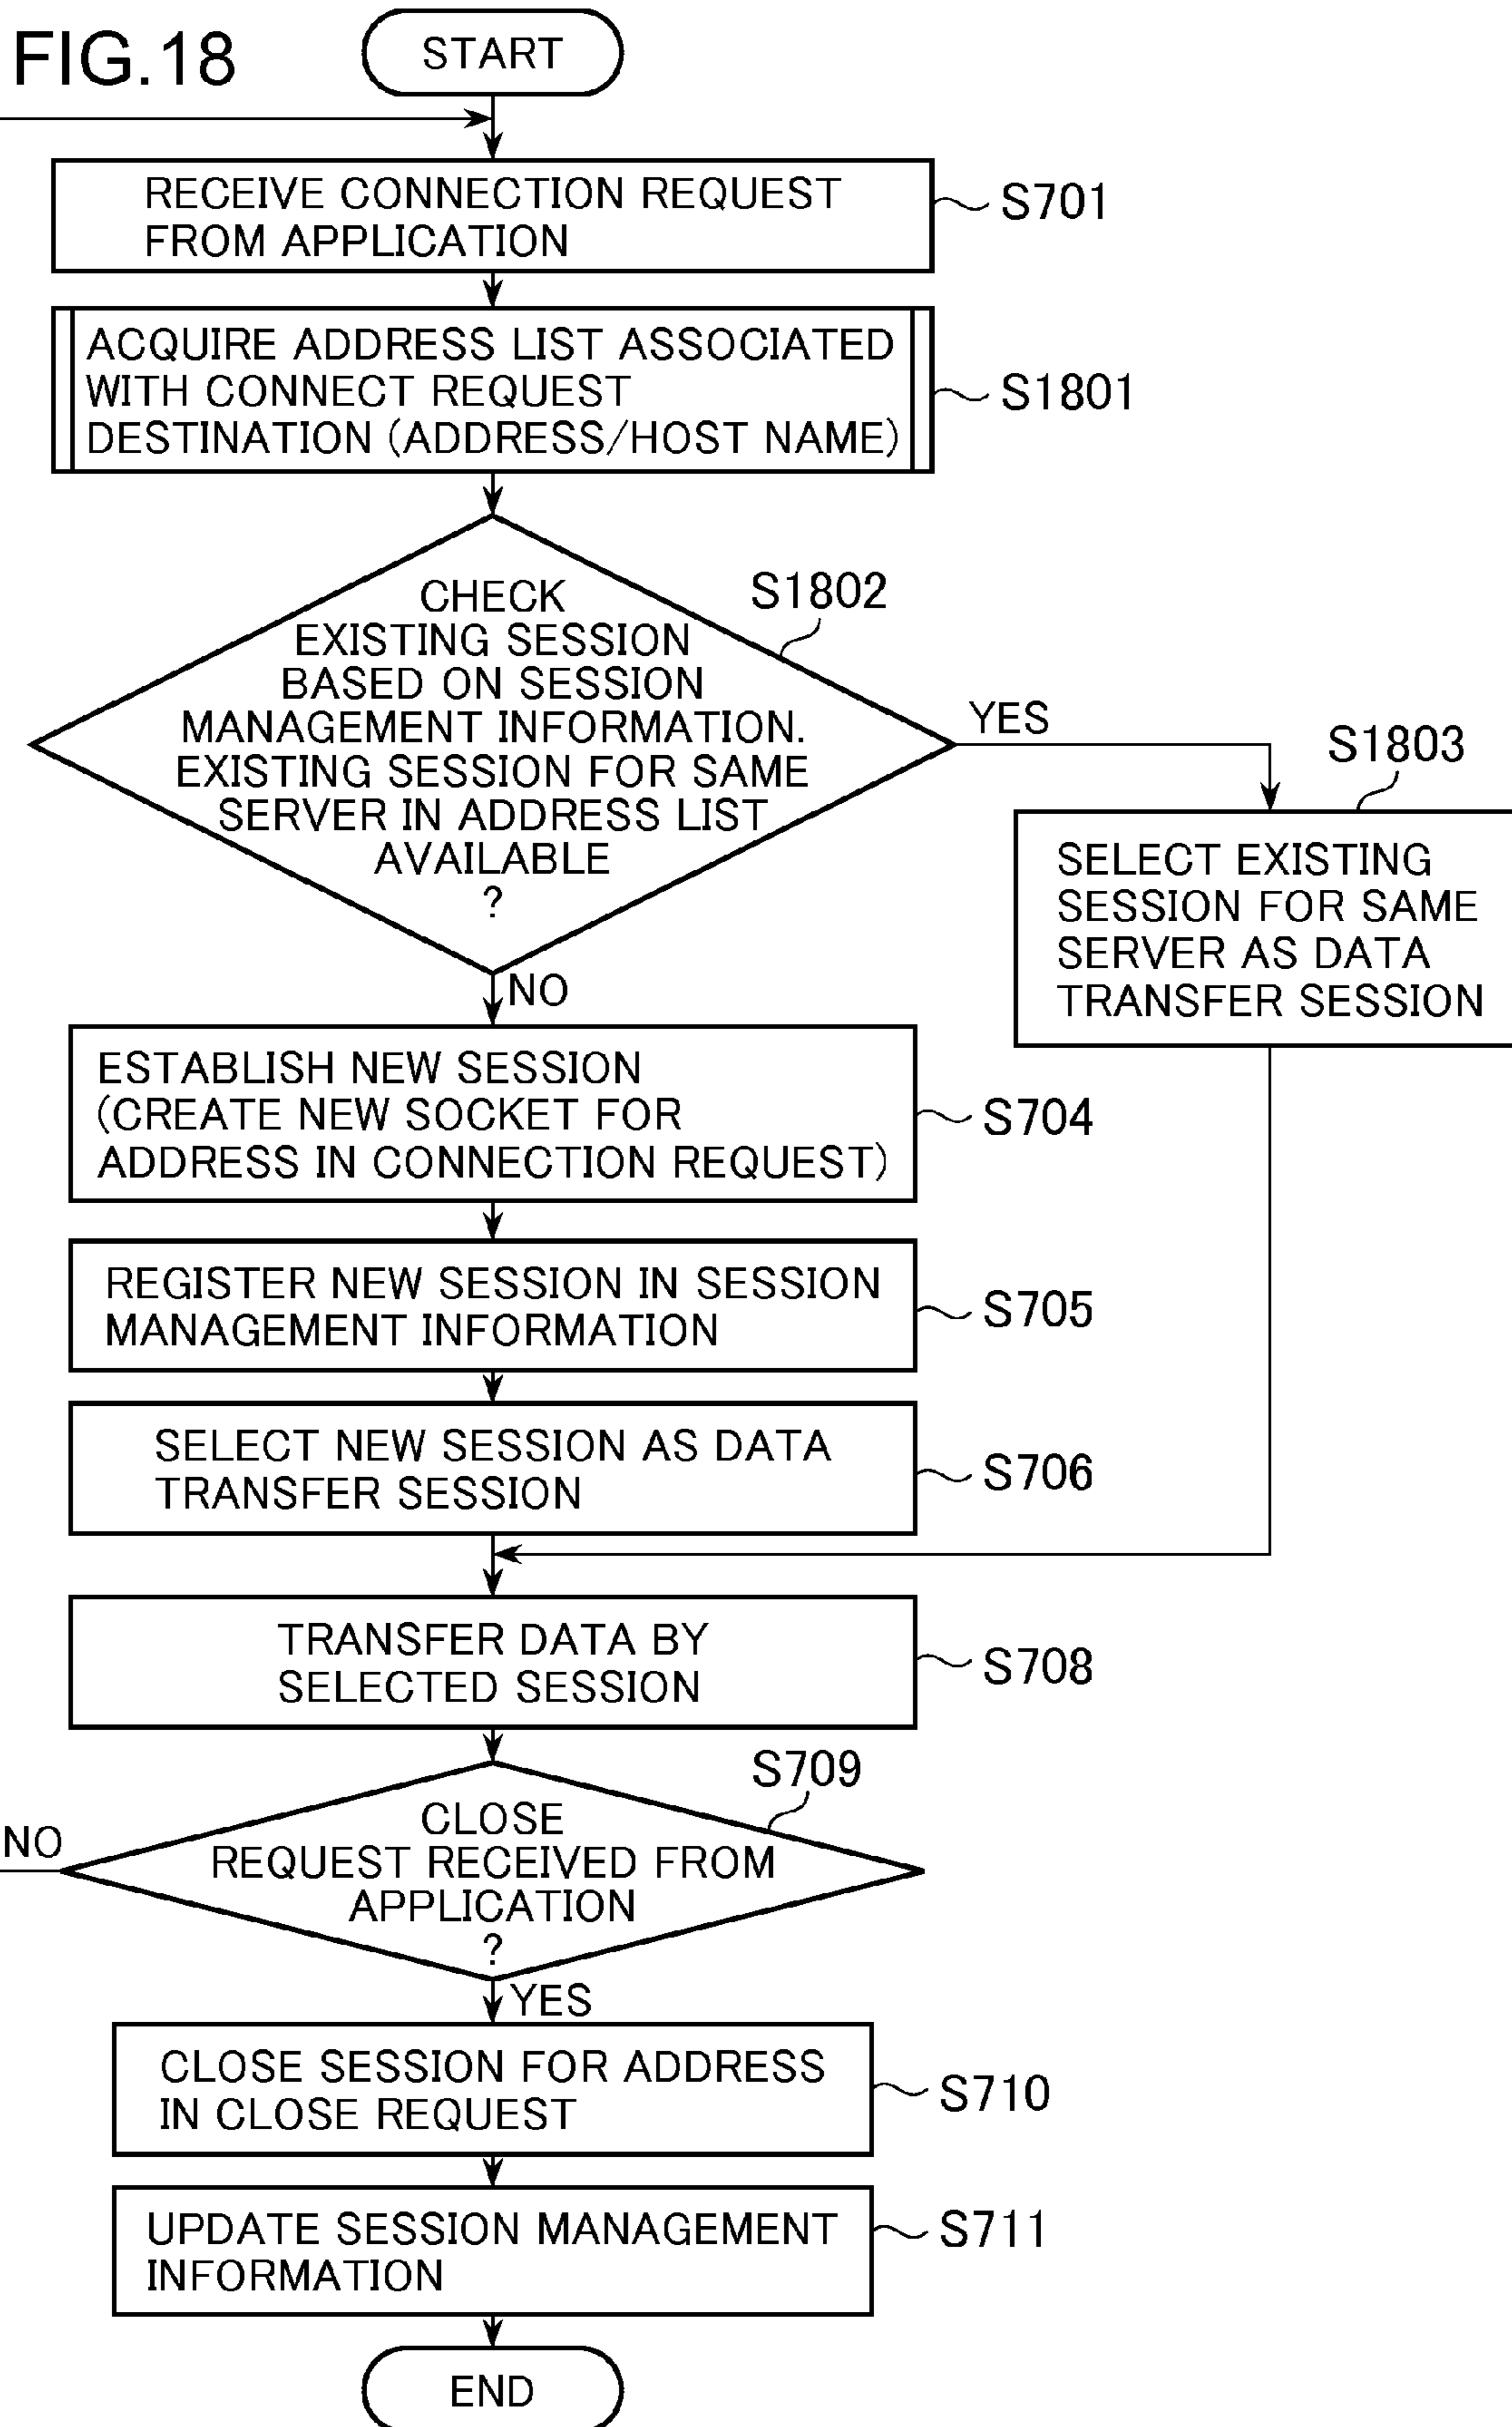 FIG.18
START
RECEIVE CONNECTION REQUEST
FROM APPLICATION
S701
ACQUIRE ADDRESS LIST ASSOCIATED
WITH CONNECT REQUEST
DESTINATION (ADDRESS/HOST NAME)
S1801
CHECK
EXISTING SESSION
BASED ON SESSION
MANAGEMENT INFORMATION.
EXISTING SESSION FOR SAME
SERVER IN ADDRESS LIST
AVAILABLE
?
S1802
YES
S1803
SELECT EXISTING
SESSION FOR SAME
SERVER AS DATA
TRANSFER SESSION
NO
ESTABLISH NEW SESSION
(CREATE NEW SOCKET FOR
ADDRESS IN CONNECTION REQUEST)
S704
REGISTER NEW SESSION IN SESSION
MANAGEMENT INFORMATION
S705
SELECT NEW SESSION AS DATA
TRANSFER SESSION
S706
TRANSFER DATA BY
SELECTED SESSION
S708
S709
CLOSE
REQUEST RECEIVED FROM
APPLICATION
?
NO
YES
CLOSE SESSION FOR ADDRESS
IN CLOSE REQUEST
S710
UPDATE SESSION MANAGEMENT
INFORMATION
S711
END